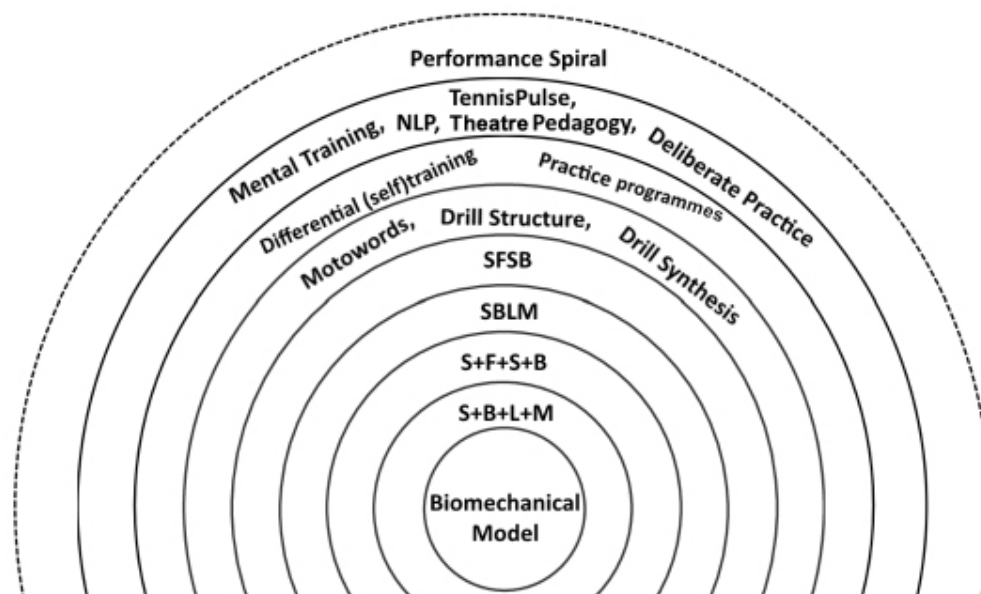 Performance Spiral
TennisPulse,
Mental Training, NLP, Theatre Pedagogy, Deliberate Practice
Differential (self)training Practice programmes
Motowords, Drill Structure, Drill Synthesis
SFSB
SBLM
S+F+S+B
S+B+L+M
Biomechanical
Model